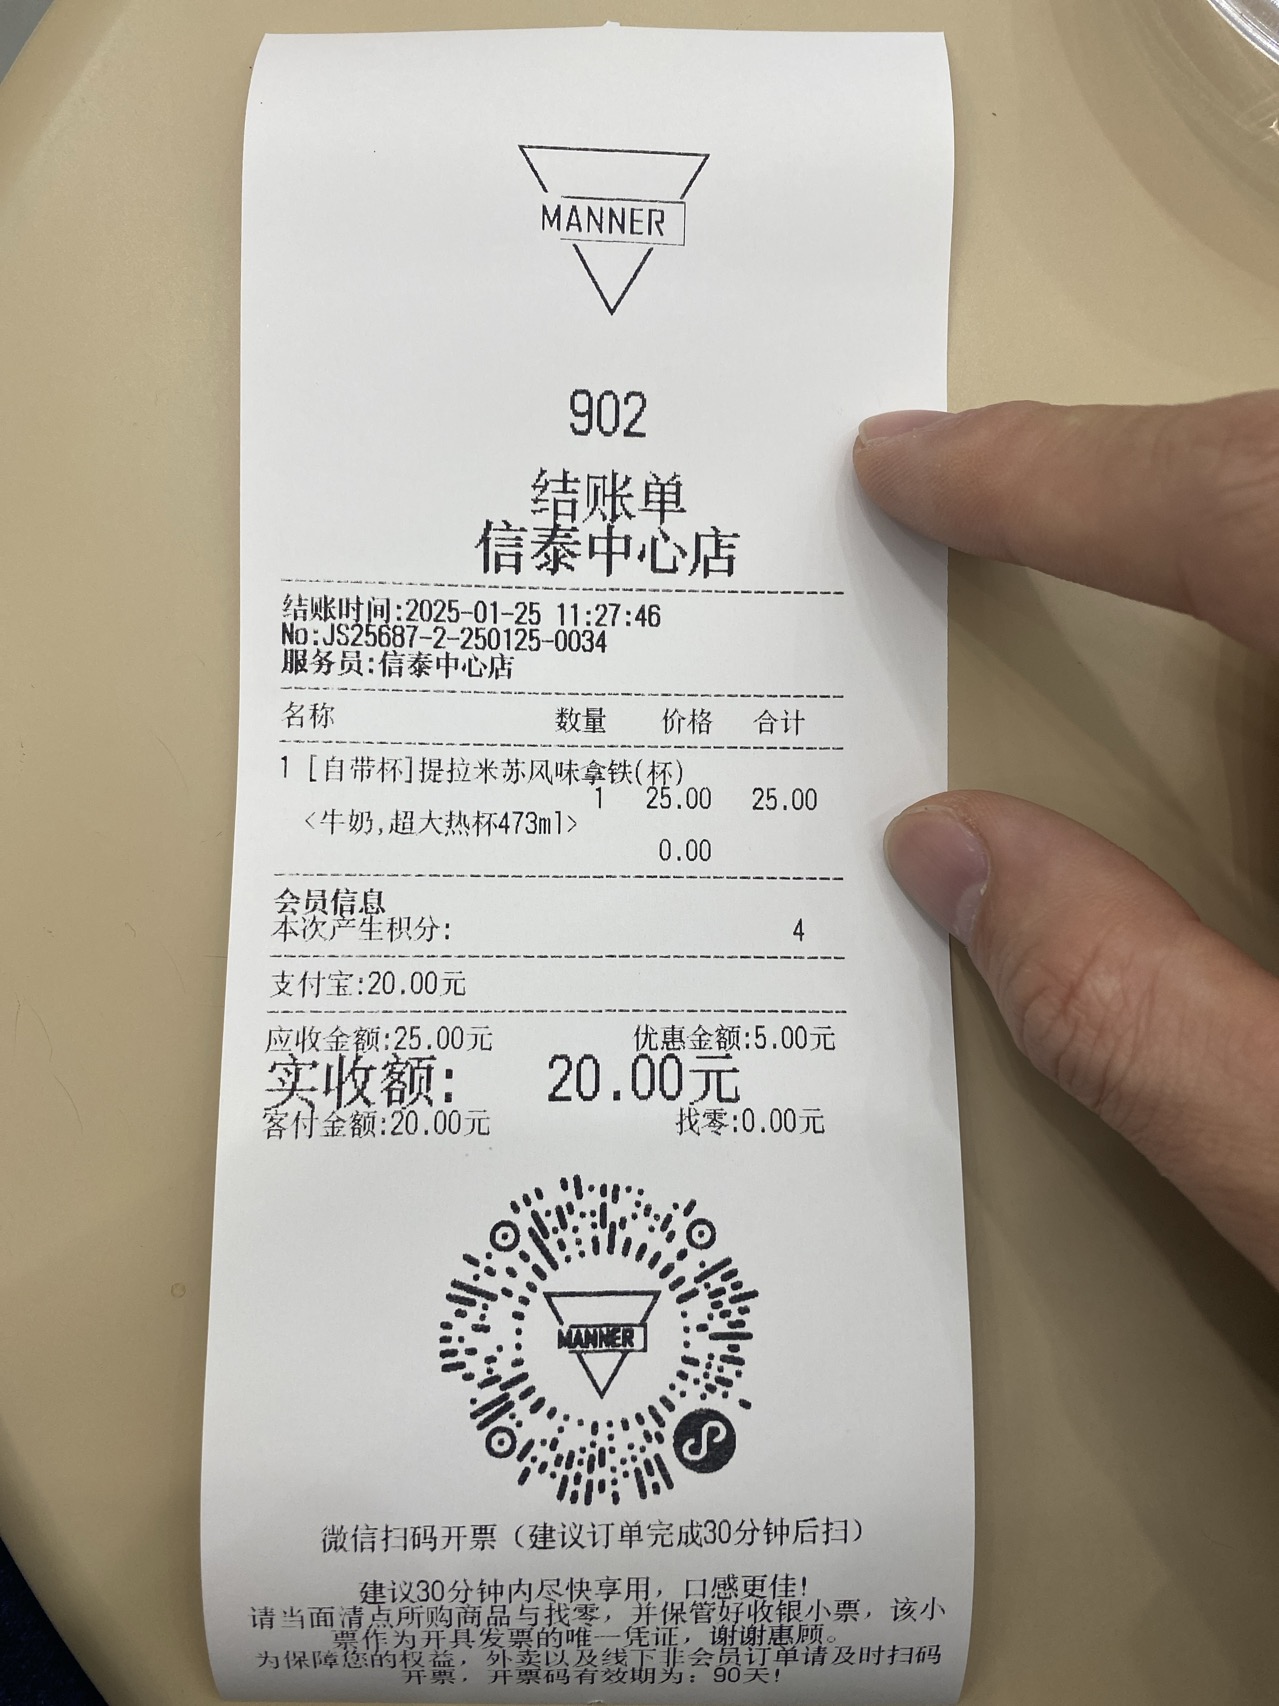 MANNER
902
结账单
信泰中心店
结账时间:2025-01-25 11:27:46
No:JS25687-2-250125-0034
服务员:信泰中心店
名称 数量 价格 合计
1 [自带杯]提拉米苏风味拿铁(杯)
1 25.00 25.00
<牛奶,超大热杯473ml>
0.00
会员信息
本次产生积分: 4
支付宝:20.00元
应收金额:25.00元 优惠金额:5.00元
实收额: 20.00元
客付金额:20.00元 找零:0.00元
MANNER
微信扫码开票（建议订单完成30分钟后扫）
建议30分钟内尽快享用，口感更佳!
请当面清点所购商品与找零，并保管好收银小票，该小
票作为开具发票的唯一凭证，谢谢惠顾。
为保障您的权益，外卖以及线下非会员订单请及时扫码
开票，开票码有效期为：90天!